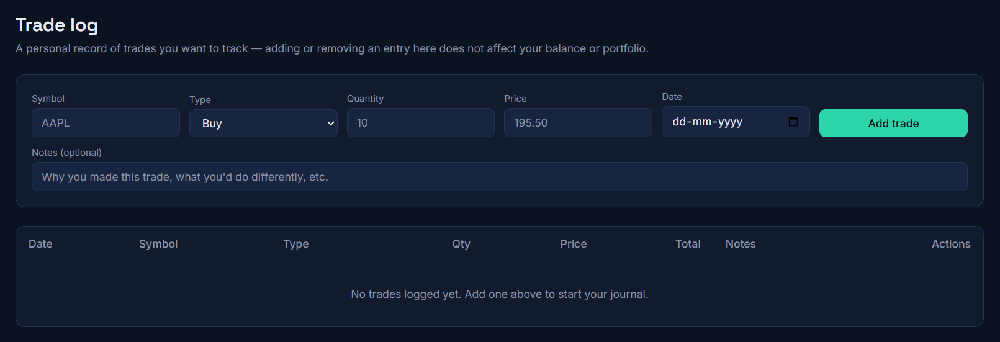 Trade log
A personal record of trades you want to track — adding or removing an entry here does not affect your balance or portfolio.
Symbol Type Quantity Price Date
AAPL Buy 10 195.50 dd-mm-yyyy Add trade
Notes (optional)
Why you made this trade, what you'd do differently, etc.
Date Symbol Type Qty Price Total Notes Actions
No trades logged yet. Add one above to start your journal.